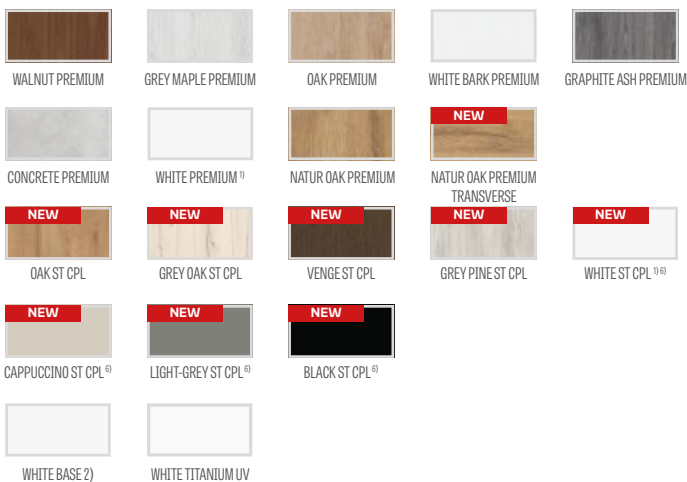 WALNUT PREMIUM
GREY MAPLE PREMIUM
OAK PREMIUM
WHITE BARK PREMIUM
GRAPHITE ASH PREMIUM
NEW
CONCRETE PREMIUM
WHITE PREMIUM 1)
NATUR OAK PREMIUM
NATUR OAK PREMIUM
TRANSVERSE
NEW
NEW
NEW
NEW
NEW
OAK ST CPL
GREY OAK ST CPL
VENGE ST CPL
GREY PINE ST CPL
WHITE ST CPL 1) 6)
NEW
NEW
NEW
CAPPUCCINO ST CPL 6)
LIGHT-GREY ST CPL 6)
BLACK ST CPL 6)
WHITE BASE 2)
WHITE TITANIUM UV